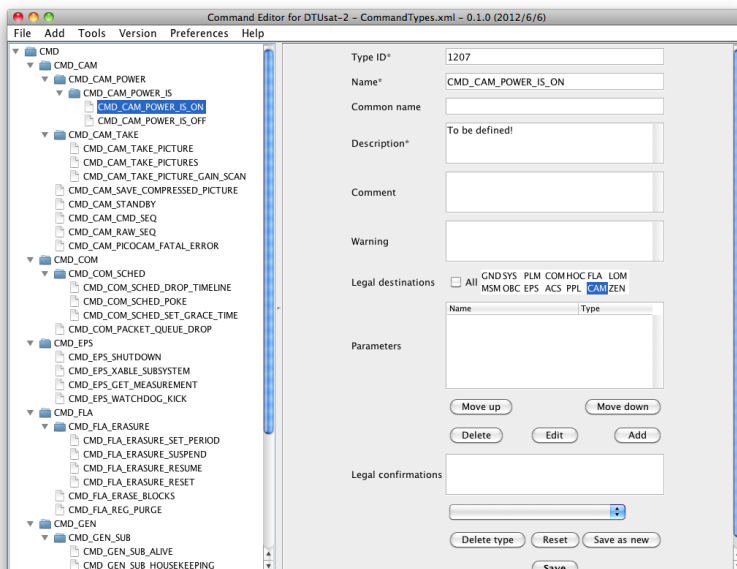 Command Editor for DTUsat-2 – CommandTypes.xml – 0.1.0 (2012/6/6)
File Add Tools Version Preferences Help
CMD
CMD_CAM
CMD_CAM_POWER
CMD_CAM_POWER_IS
CMD_CAM_POWER_IS_ON
CMD_CAM_POWER_IS_OFF
CMD_CAM_TAKE
CMD_CAM_TAKE_PICTURE
CMD_CAM_TAKE_PICTURES
CMD_CAM_TAKE_PICTURE_GAIN_SCAN
CMD_CAM_SAVE_COMPRESSED_PICTURE
CMD_CAM_STANDBY
CMD_CAM_CMD_SEQ
CMD_CAM_RAW_SEQ
CMD_CAM_PICOCAM_FATAL_ERROR
CMD_COM
CMD_COM_SCHED
CMD_COM_SCHED_DROP_TIMELINE
CMD_COM_SCHED_POKE
CMD_COM_SCHED_SET_GRACE_TIME
CMD_COM_PACKET_QUEUE_DROP
CMD_EPS
CMD_EPS_SHUTDOWN
CMD_EPS_XABLE_SUBSYSTEM
CMD_EPS_GET_MEASUREMENT
CMD_EPS_WATCHDOG_KICK
CMD_FLA
CMD_FLA_ERASURE
CMD_FLA_ERASURE_SET_PERIOD
CMD_FLA_ERASURE_SUSPEND
CMD_FLA_ERASURE_RESUME
CMD_FLA_ERASURE_RESET
CMD_FLA_ERASE_BLOCKS
CMD_FLA_REG_PURGE
CMD_GEN
CMD_GEN_SUB
CMD_GEN_SUB_ALIVE
CMD_GEN_SUB_HOUSEKEEPING
Type ID* 1207
Name* CMD_CAM_POWER_IS_ON
Common name
Description* To be defined!
Comment
Warning
Legal destinations All GND SYS PLM COM HOC FLA LOM
MSM OBC EPS ACS PPL CAM ZEN
Name Type
Parameters
Move up Move down
Delete Edit Add
Legal confirmations
Delete type Reset Save as new
Save